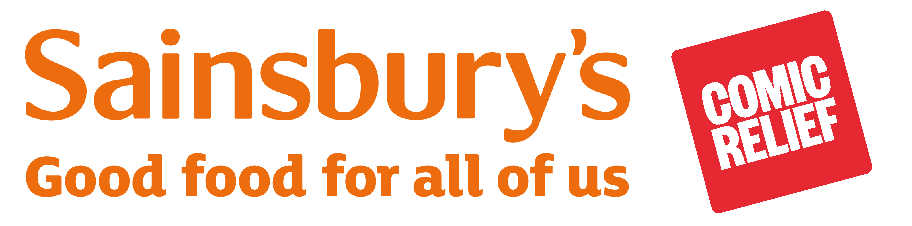 Sainsbury's
Good food for all of us
COMIC
RELIEF